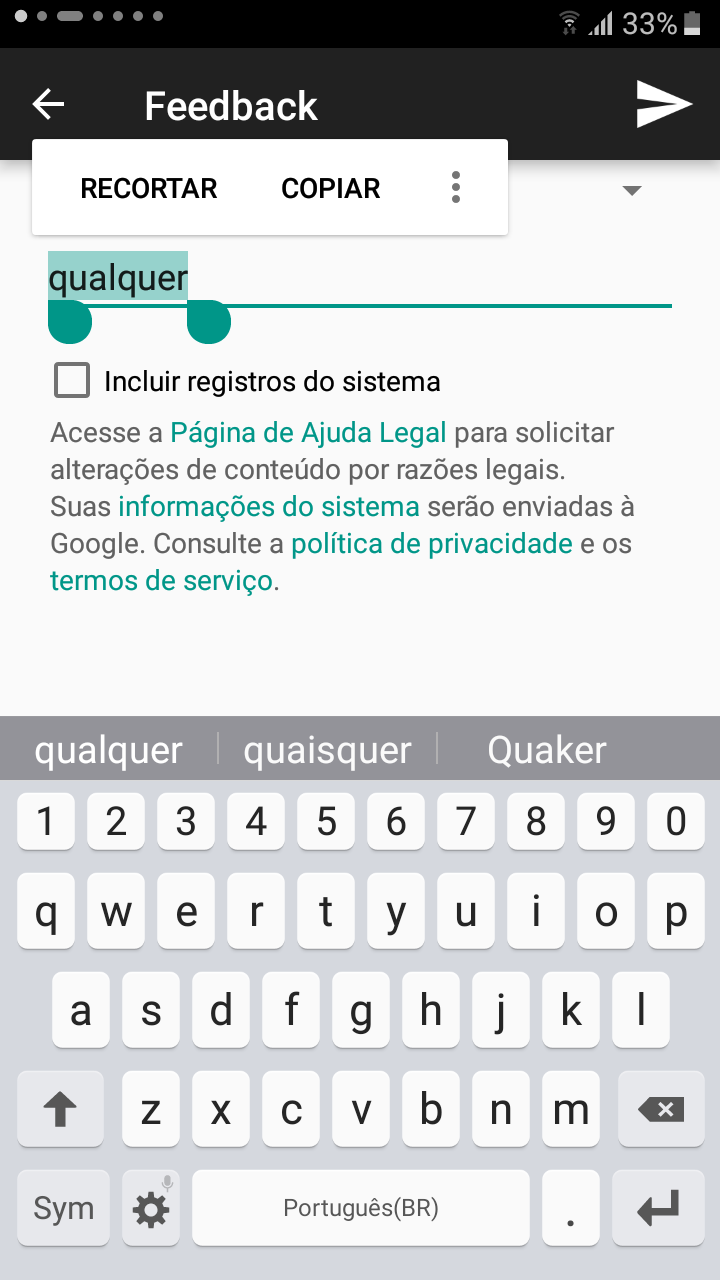 33%
Feedback
RECORTAR COPIAR
qualquer
Incluir registros do sistema
Acesse a Página de Ajuda Legal para solicitar
alterações de conteúdo por razões legais.
Suas informações do sistema serão enviadas à
Google. Consulte a política de privacidade e os
termos de serviço.
qualquer quaisquer Quaker
1 2 3 4 5 6 7 8 9 0
q w e r t y u i o p
a s d f g h j k l
z x c v b n m
Sym Português(BR) .